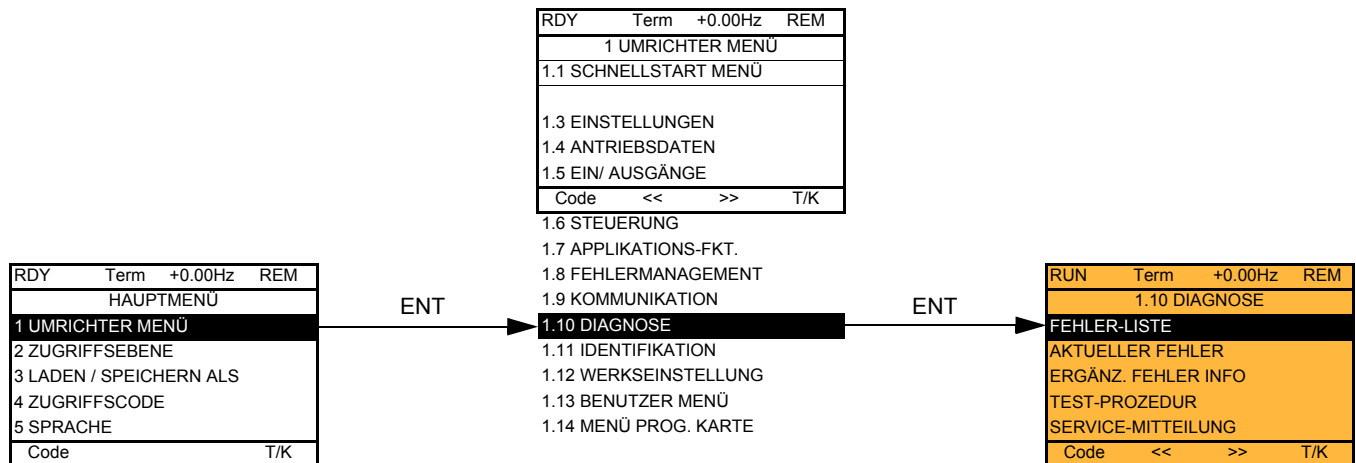 RDY Term +0.00Hz REM
HAUPTMENÜ
1 UMRICHTER MENÜ
2 ZUGRIFFSEBENE
3 LADEN / SPEICHERN ALS
4 ZUGRIFFSCODE
5 SPRACHE
Code T/K
ENT
RDY Term +0.00Hz REM
1 UMRICHTER MENÜ
1.1 SCHNELLSTART MENÜ
1.3 EINSTELLUNGEN
1.4 ANTRIEBSDATEN
1.5 EIN/ AUSGÄNGE
Code << >> T/K
1.6 STEUERUNG
1.7 APPLIKATIONS-FKT.
1.8 FEHLERMANAGEMENT
1.9 KOMMUNIKATION
1.10 DIAGNOSE
1.11 IDENTIFIKATION
1.12 WERKSEINSTELLUNG
1.13 BENUTZER MENÜ
1.14 MENÜ PROG. KARTE
ENT
RUN Term +0.00Hz REM
1.10 DIAGNOSE
FEHLER-LISTE
AKTUELLER FEHLER
ERGÄNZ. FEHLER INFO
TEST-PROZEDUR
SERVICE-MITTEILUNG
Code << >> T/K